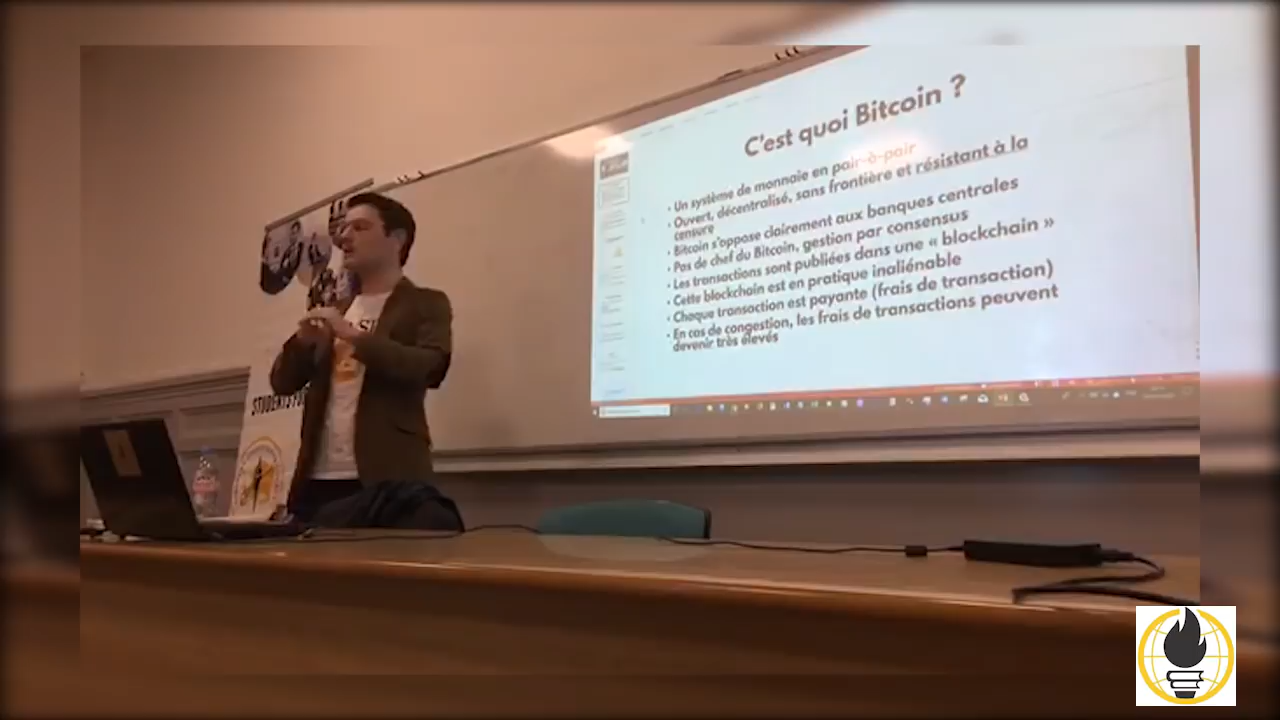 C'est quoi Bitcoin ?
• Un système de monnaie en pair-à-pair
• Ouvert, décentralisé, sans frontière et résistant à la
censure
• Bitcoin s'oppose clairement aux banques centrales
• Pas de chef du Bitcoin, gestion par consensus
• Les transactions sont publiées dans une « blockchain »
• Cette blockchain est en pratique inaliénable
• Chaque transaction est payante (frais de transaction)
• En cas de congestion, les frais de transactions peuvent
devenir très élevés
STUDENTS FO